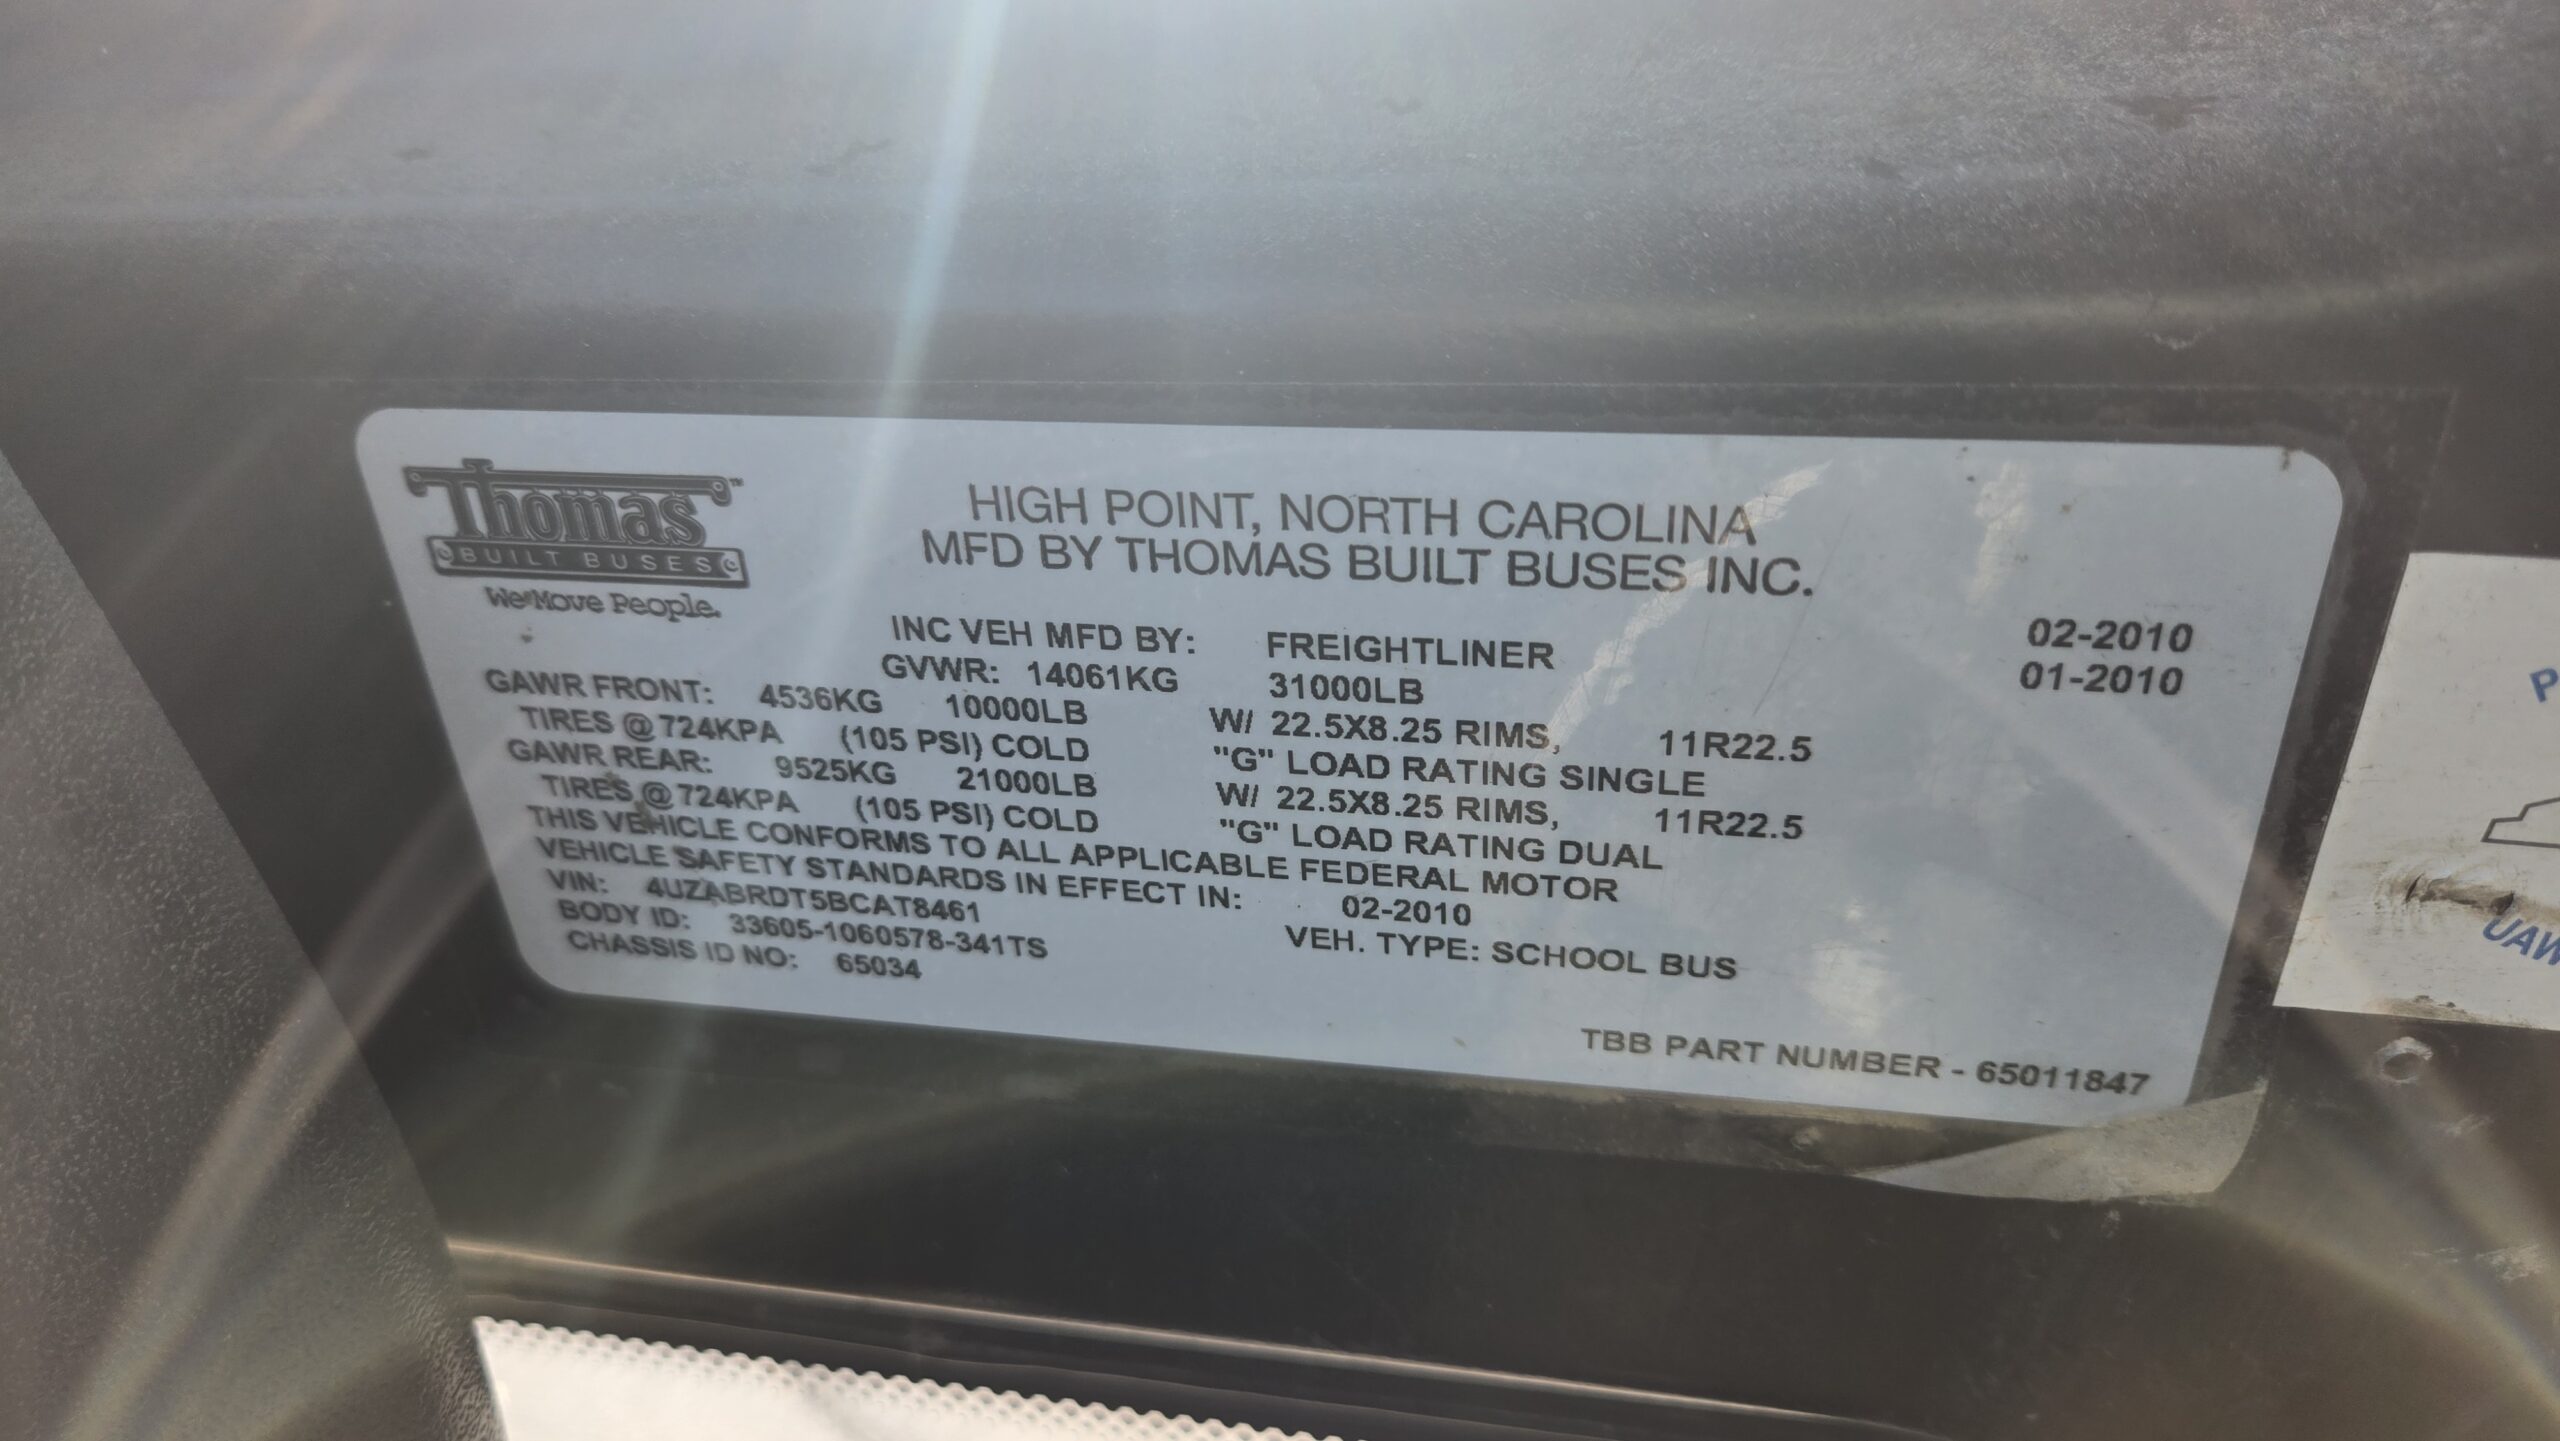 Thomas™
BUILT BUSES
We Move People.
HIGH POINT, NORTH CAROLINA
MFD BY THOMAS BUILT BUSES INC.
02-2010
INC VEH MFD BY: FREIGHTLINER 01-2010
GVWR: 14061KG 31000LB
GAWR FRONT: 4536KG 10000LB W/ 22.5X8.25 RIMS, 11R22.5
TIRES @ 724KPA (105 PSI) COLD "G" LOAD RATING SINGLE
GAWR REAR: 9525KG 21000LB W/ 22.5X8.25 RIMS, 11R22.5
TIRES @ 724KPA (105 PSI) COLD "G" LOAD RATING DUAL
THIS VEHICLE CONFORMS TO ALL APPLICABLE FEDERAL MOTOR
VEHICLE SAFETY STANDARDS IN EFFECT IN: 02-2010
VIN: 4UZABRDT5BCAT8461
BODY ID: 33605-1060578-341TS VEH. TYPE: SCHOOL BUS
CHASSIS ID NO: 65034
TBB PART NUMBER - 65011847
P
UAW